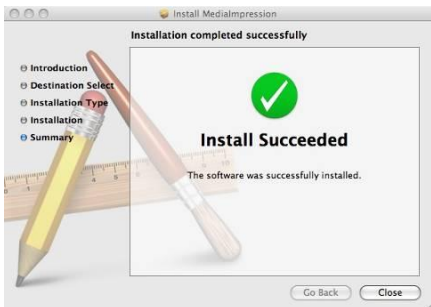 Install MediaImpression
Installation completed successfully
Introduction
Destination Select
Installation Type
Installation
Summary
Install Succeeded
The software was successfully installed.
Go Back
Close